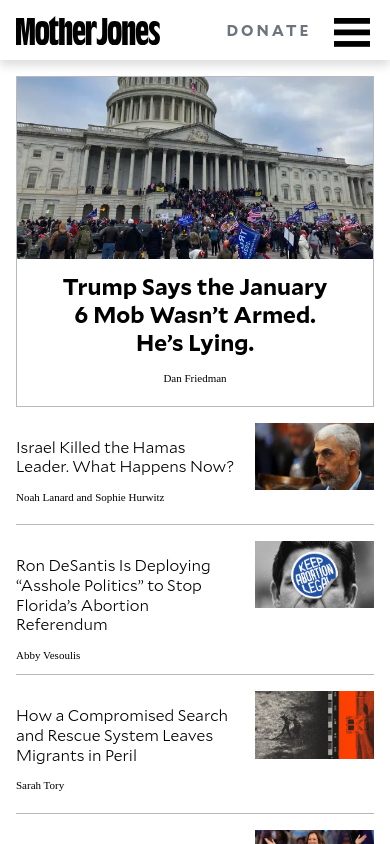 Mother Jones
DONATE
Trump Says the January
6 Mob Wasn’t Armed.
He’s Lying.
Dan Friedman
Israel Killed the Hamas
Leader. What Happens Now?
Noah Lanard and Sophie Hurwitz
Ron DeSantis Is Deploying
“Asshole Politics” to Stop
Florida’s Abortion
Referendum
KEEP
ABORTION
LEGAL
Abby Vesoulis
How a Compromised Search
and Rescue System Leaves
Migrants in Peril
Sarah Tory